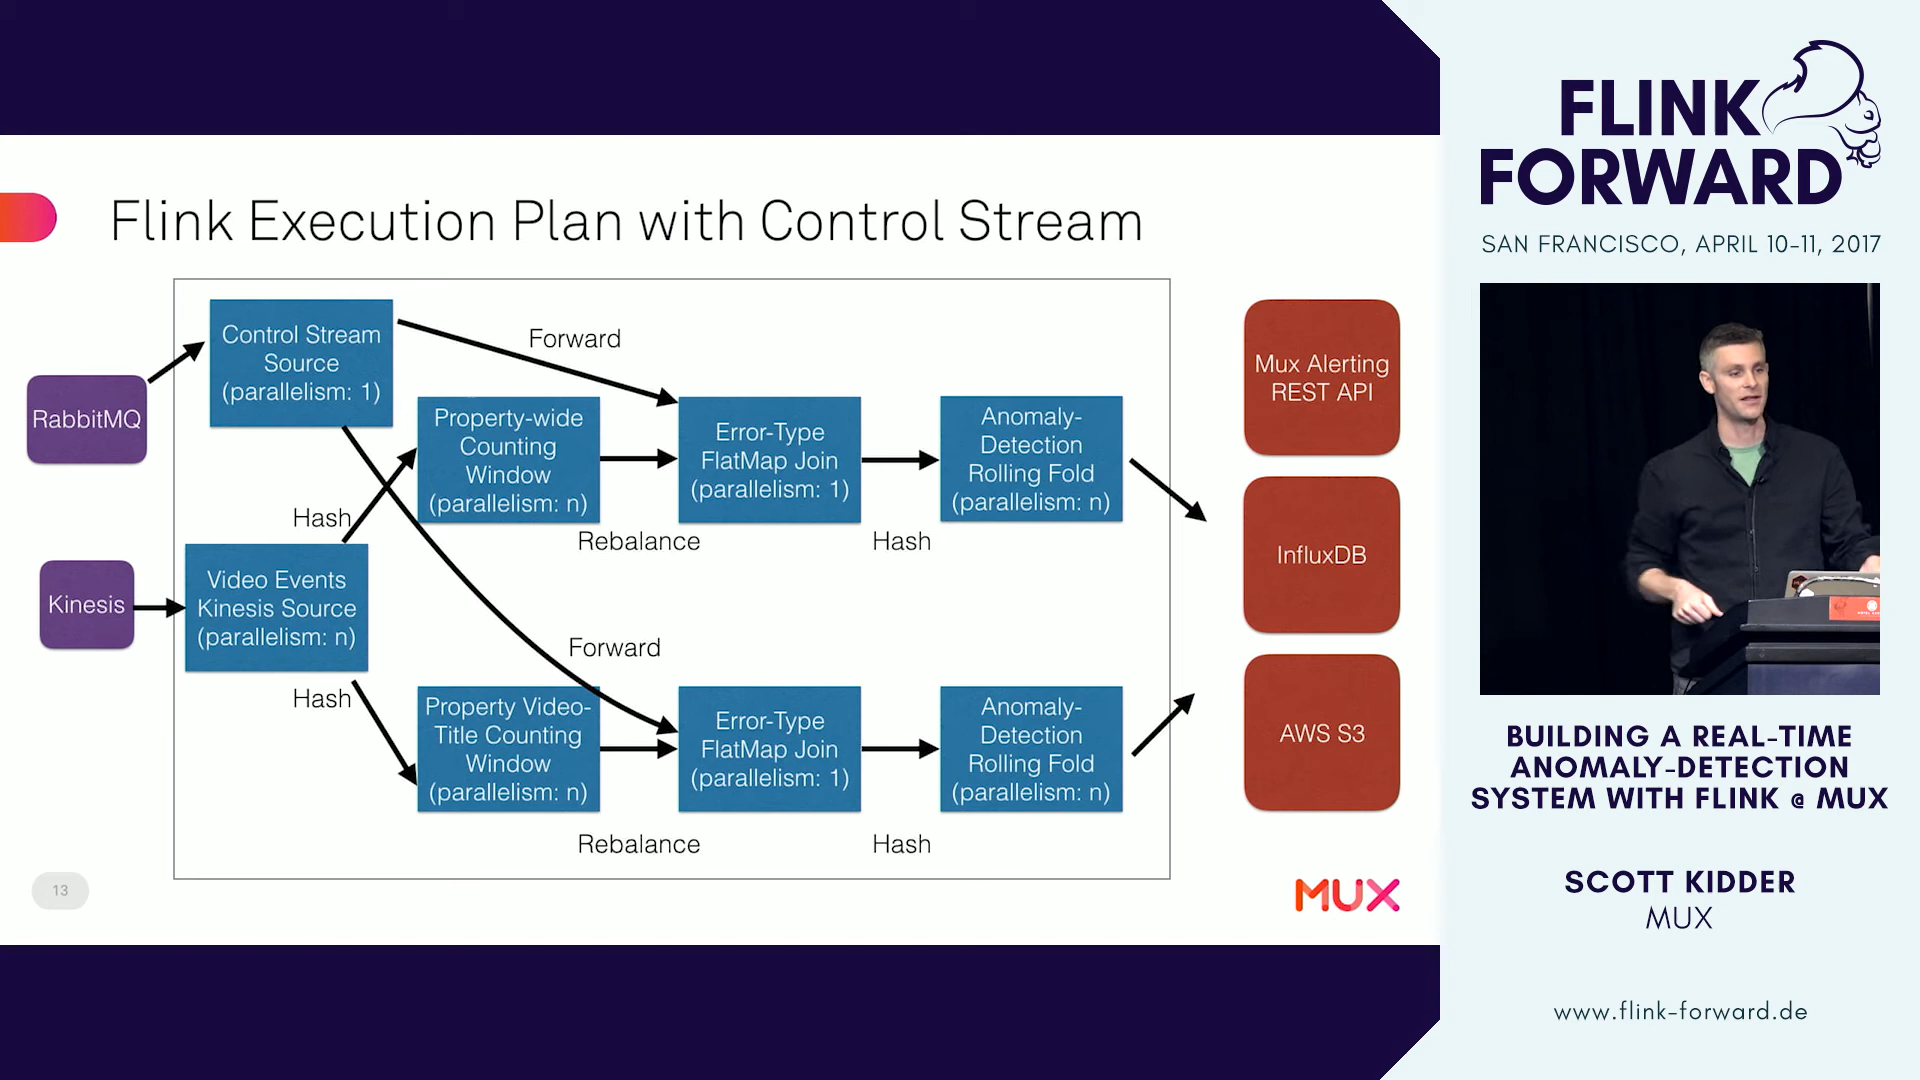 Flink Execution Plan with Control Stream
RabbitMQ
Kinesis
Control Stream
Source
(parallelism: 1)
Forward
Property-wide
Counting
Window
(parallelism: n)
Error-Type
FlatMap Join
(parallelism: 1)
Anomaly-
Detection
Rolling Fold
(parallelism: n)
Hash
Rebalance
Hash
Video Events
Kinesis Source
(parallelism: n)
Forward
Hash
Property Video-
Title Counting
Window
(parallelism: n)
Error-Type
FlatMap Join
(parallelism: 1)
Anomaly-
Detection
Rolling Fold
(parallelism: n)
Rebalance
Hash
Mux Alerting
REST API
InfluxDB
AWS S3
13
MUX
FLINK
FORWARD
SAN FRANCISCO, APRIL 10-11, 2017
BUILDING A REAL-TIME
ANOMALY-DETECTION
SYSTEM WITH FLINK @ MUX
SCOTT KIDDER
MUX
www.flink-forward.de